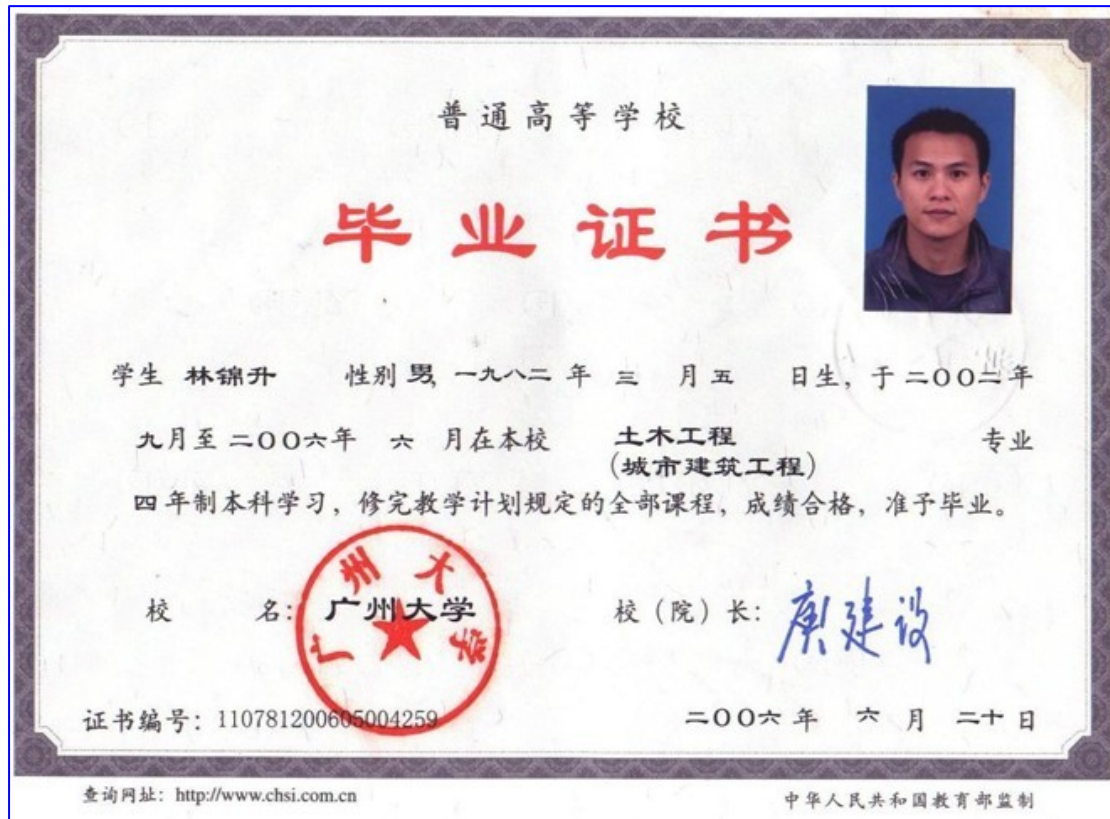 普通高等学校
毕业证书
学生 林锦升 性别 男, 一九八二 年 三 月 五 日生, 于 二〇〇二 年
九 月至 二〇〇六 年 六 月在本校 土木工程 专业
(城市建筑工程)
四 年制本科学习, 修完教学计划规定的全部课程, 成绩合格, 准予毕业。
广州大学
校 名: 广州大学 校(院)长: 庾建设
证书编号: 110781200605004259 二〇〇六 年 六 月 二十 日
查询网址: http://www.chsi.com.cn 中华人民共和国教育部监制